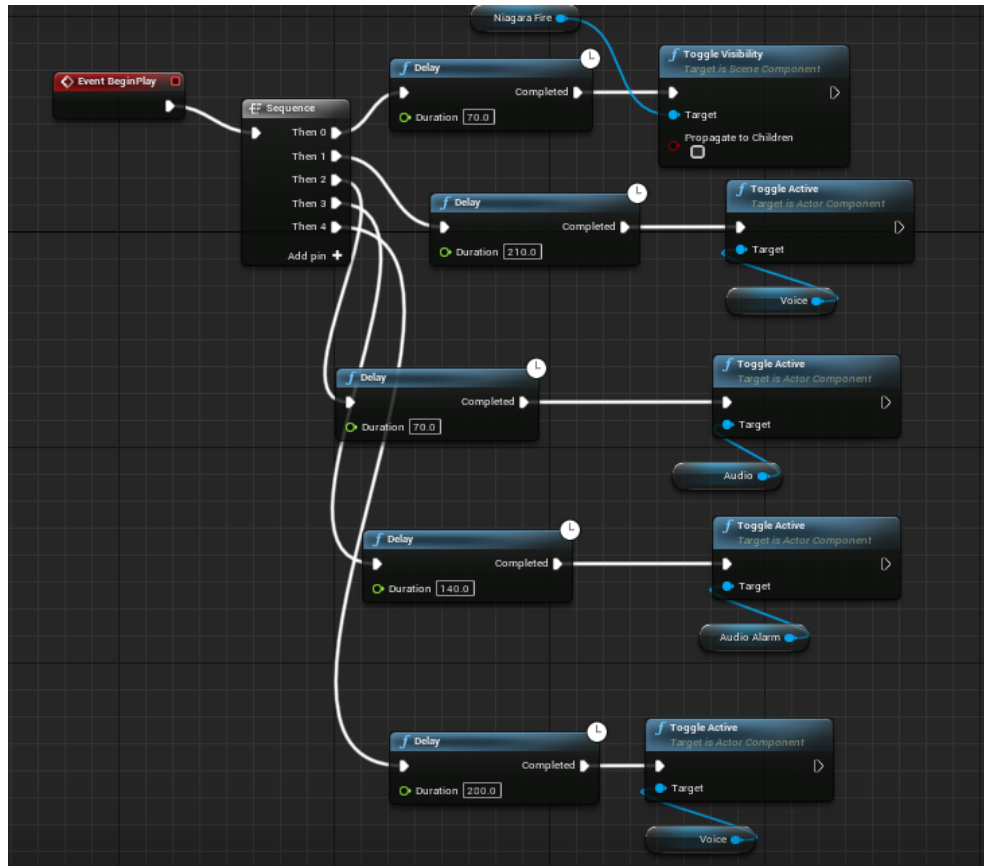 Niagara Fire
Event BeginPlay
Delay
Completed
Duration 70.0
Toggle Visibility
Target is Scene Component
Target
Propagate to Children
Sequence
Then 0
Then 1
Then 2
Then 3
Then 4
Add pin
Delay
Completed
Duration 210.0
Toggle Active
Target is Actor Component
Target
Voice
Delay
Completed
Duration 70.0
Toggle Active
Target is Actor Component
Target
Audio
Delay
Completed
Duration 140.0
Toggle Active
Target is Actor Component
Target
Audio Alarm
Delay
Completed
Duration 200.0
Toggle Active
Target is Actor Component
Target
Voice